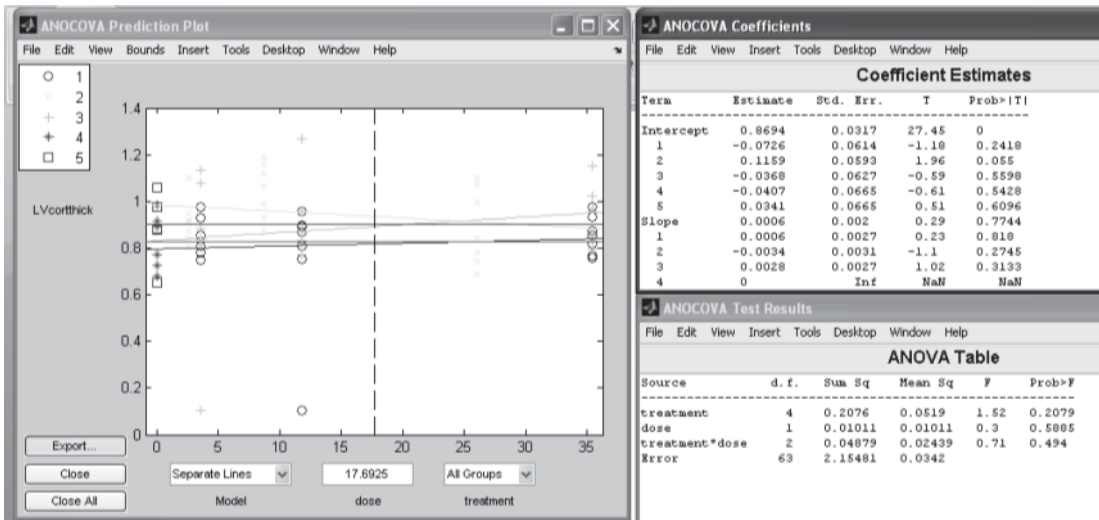 ANOCOVA Prediction Plot
File Edit View Bounds Insert Tools Desktop Window Help
1
2
3
4
5
LVcortthick
1.4
1.2
1
0.8
0.6
0.4
0.2
0
0 5 10 15 20 25 30 35
Export...
Close
Close All
Separate Lines
Model
17.6925
dose
All Groups
treatment
ANOCOVA Coefficients
File Edit View Insert Tools Desktop Window Help
Coefficient Estimates
Term Estimate Std. Err. T Prob>|T|
Intercept 0.8694 0.0317 27.45 0
1 -0.0726 0.0614 -1.18 0.2418
2 0.1159 0.0593 1.96 0.055
3 -0.0368 0.0627 -0.59 0.5598
4 -0.0407 0.0665 -0.61 0.5428
5 0.0341 0.0665 0.51 0.6096
Slope 0.0006 0.002 0.29 0.7744
1 0.0006 0.0027 0.23 0.818
2 -0.0034 0.0031 -1.1 0.2745
3 0.0028 0.0027 1.02 0.3133
4 0 Inf NaN NaN
ANOCOVA Test Results
File Edit View Insert Tools Desktop Window Help
ANOVA Table
Source d.f. Sum Sq Mean Sq F Prob>F
treatment 4 0.2076 0.0519 1.52 0.2079
dose 1 0.01011 0.01011 0.3 0.5885
treatment*dose 2 0.04879 0.02439 0.71 0.494
Error 63 2.15481 0.0342